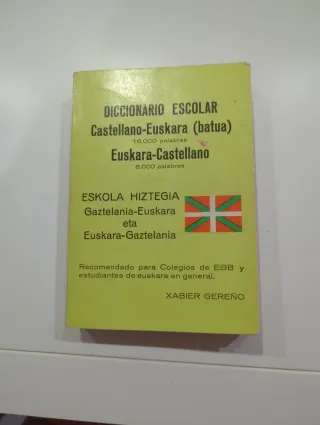 DICCIONARIO ESCOLAR
Castellano-Euskara (batua)
16.000 palabras
Euskara-Castellano
8.000 palabras
ESKOLA HIZTEGIA
Gaztelania-Euskara
eta
Euskara-Gaztelania
Recomendado para Colegios de EGB y
estudiantes de euskara en general.
XABIER GEREÑO